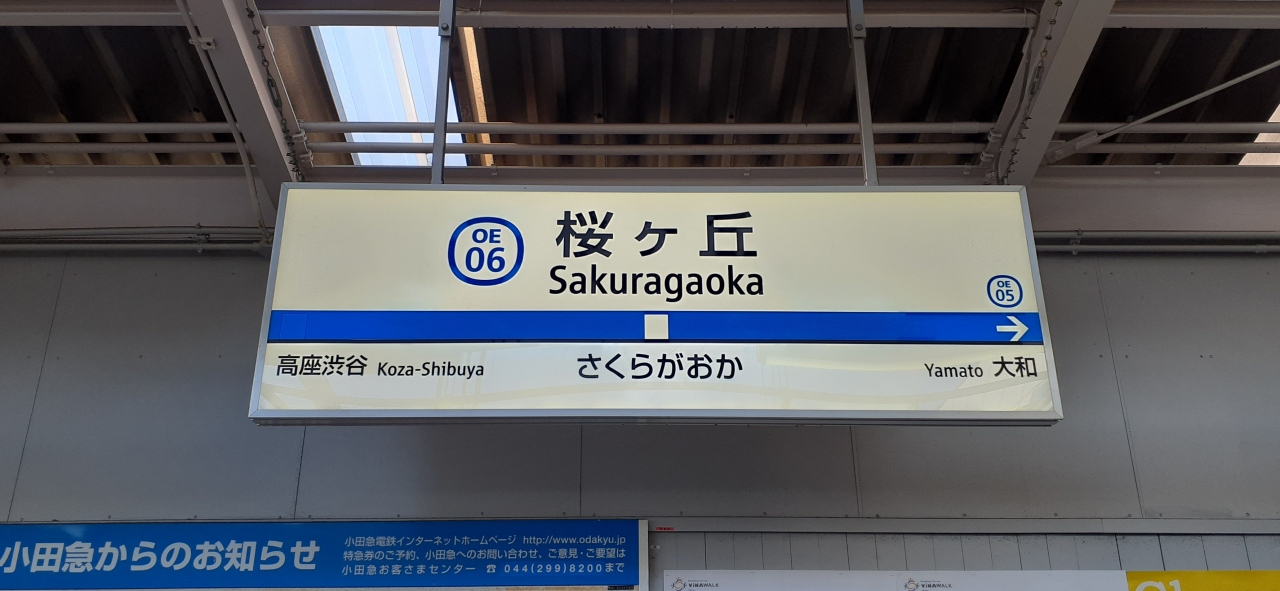 OE
06
桜ヶ丘
Sakuragaoka
OE
05
高座渋谷 Koza-Shibuya
さくらがおか
Yamato 大和
小田急からのお知らせ
小田急電鉄インターネットホームページ http://www.odakyu.jp
特急券のご予約、小田急へのお問い合わせ、ご意見・ご要望は
小田急お客さまセンター ☎ 044(299)8200まで
ViNAWALK
ViNAWALK